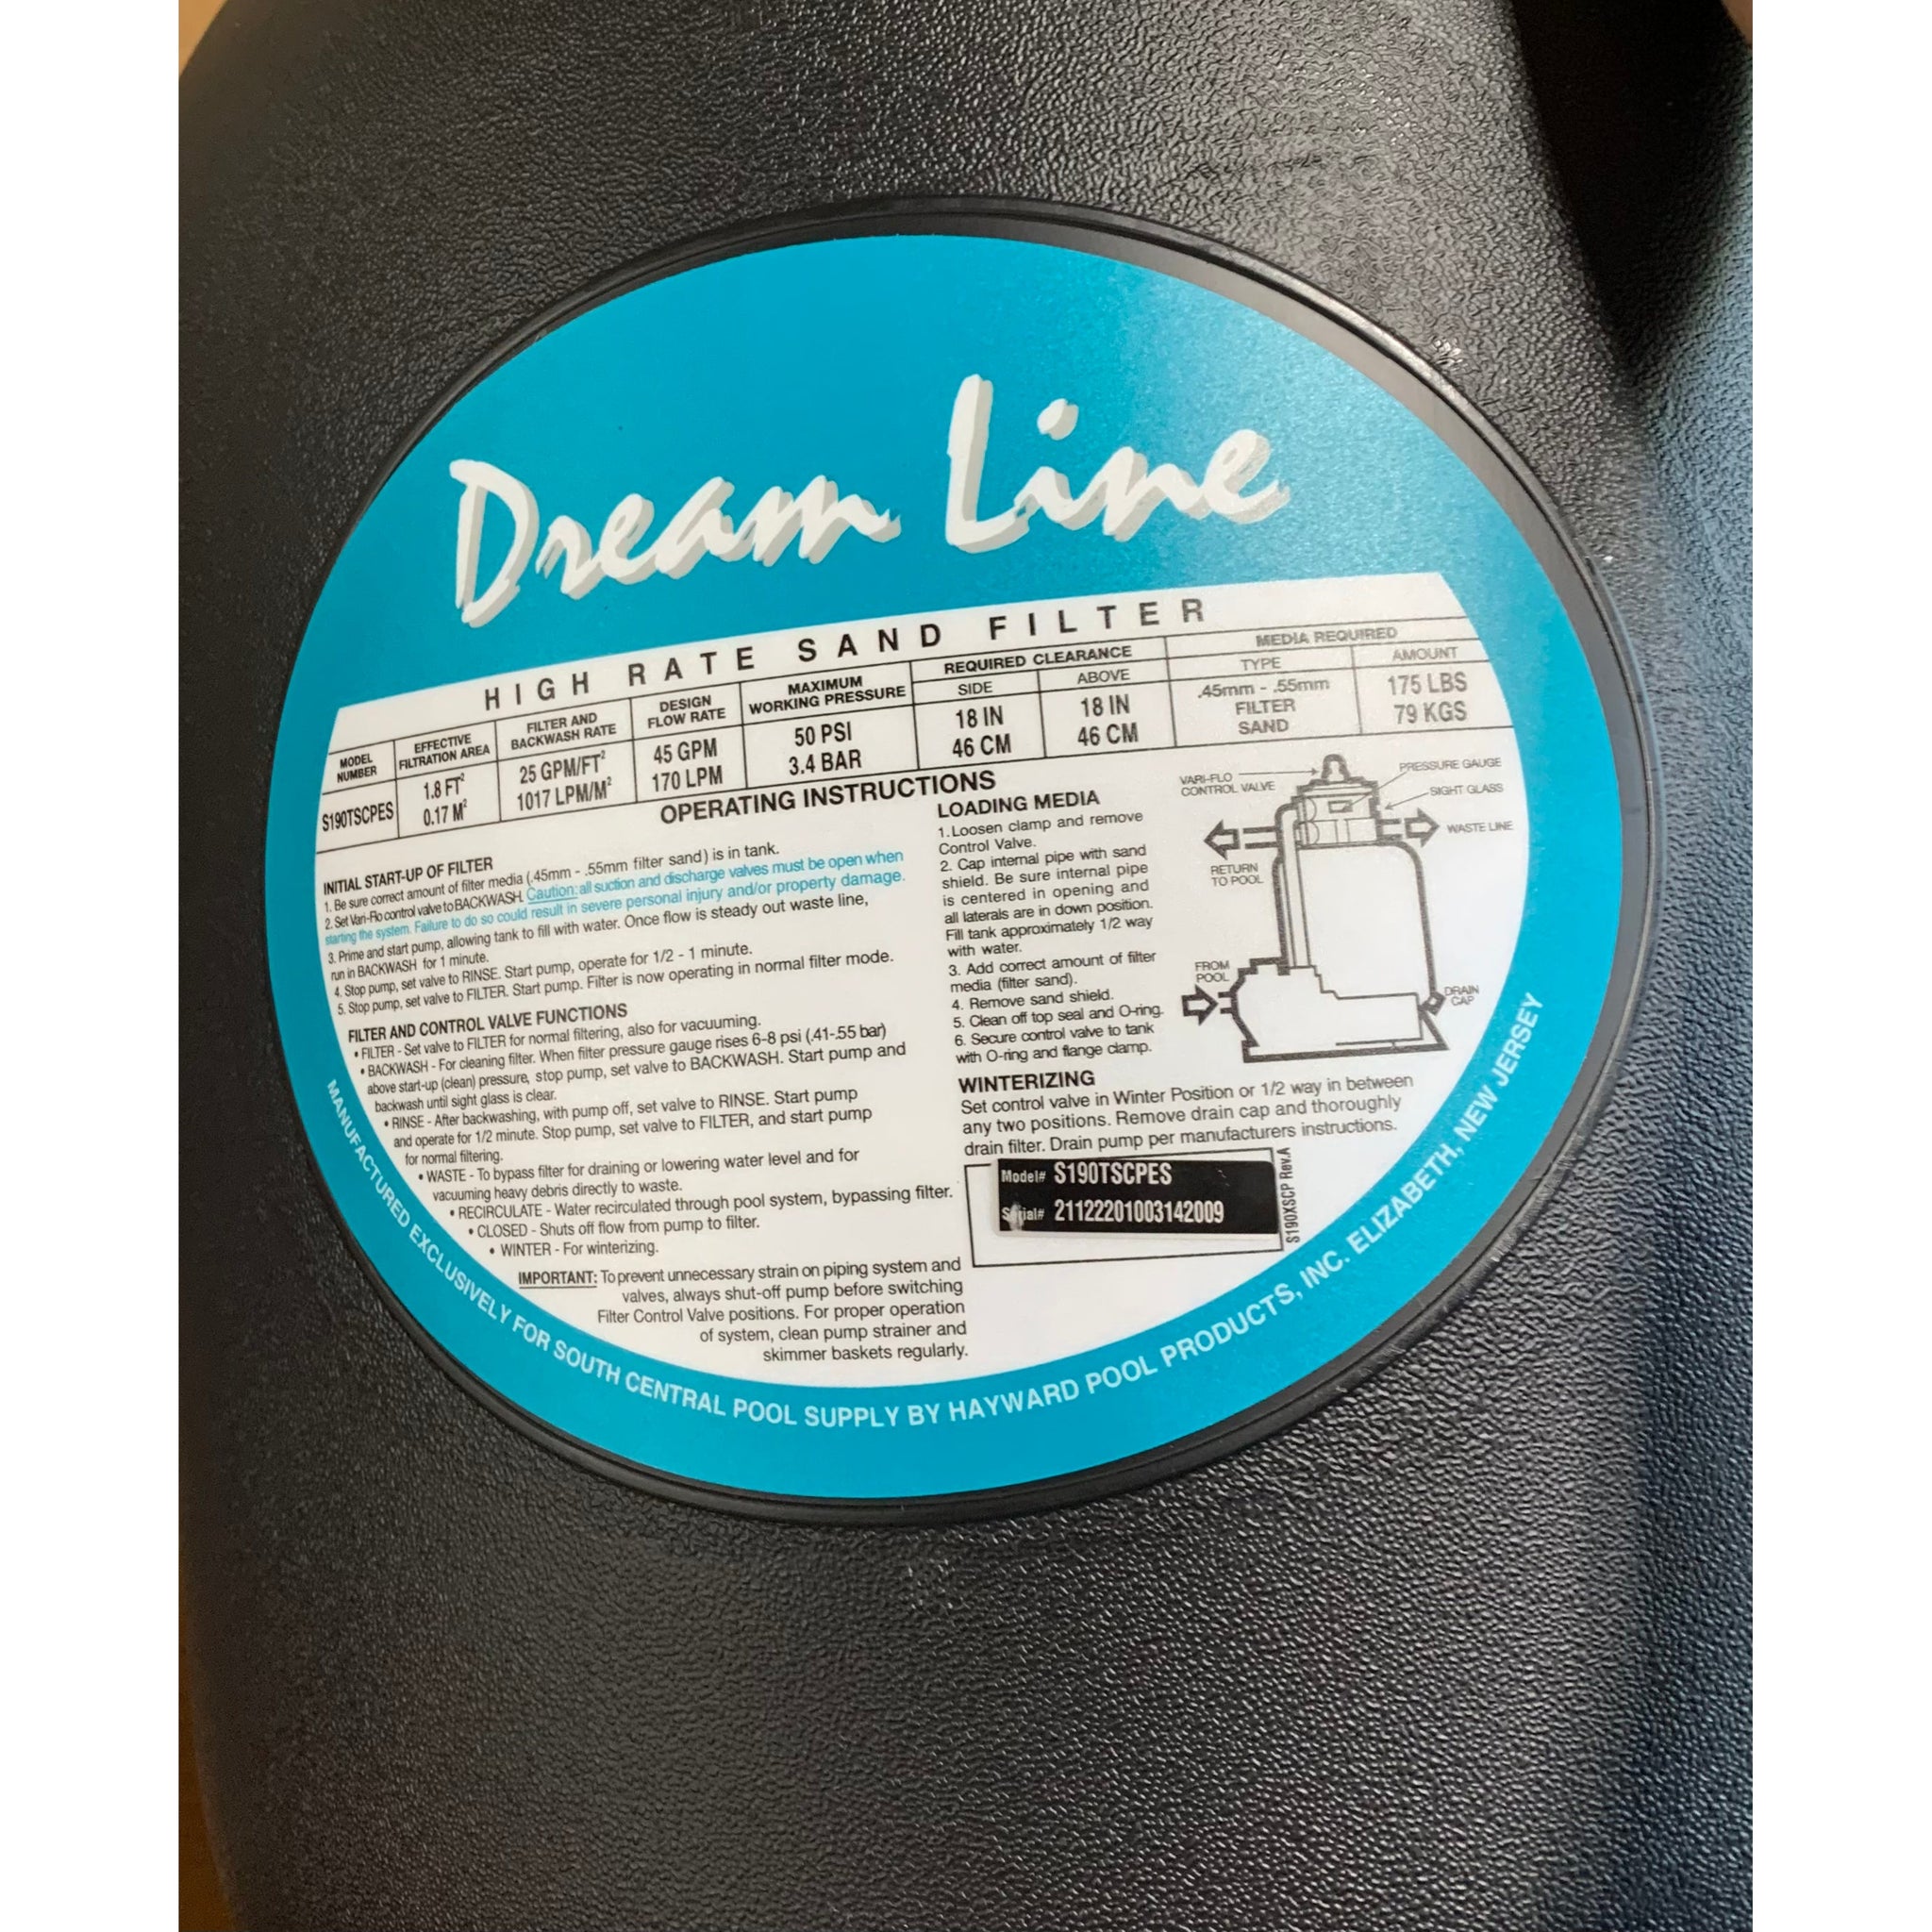 Dream Line
HIGH RATE SAND FILTER
MODEL NUMBER
EFFECTIVE FILTRATION AREA
FILTER AND BACKWASH RATE
DESIGN FLOW RATE
MAXIMUM WORKING PRESSURE
REQUIRED CLEARANCE
SIDE
ABOVE
MEDIA REQUIRED
TYPE
AMOUNT
S190TSCPES
1.8 FT²
0.17 M²
25 GPM/FT²
1017 LPM/M²
45 GPM
170 LPM
50 PSI
3.4 BAR
18 IN
46 CM
18 IN
46 CM
.45mm - .55mm
FILTER
SAND
175 LBS
79 KGS
OPERATING INSTRUCTIONS
INITIAL START-UP OF FILTER
1. Be sure correct amount of filter media (.45mm - .55mm filter sand) is in tank.
2. Set Vari-Flo control valve to BACKWASH. Caution: all suction and discharge valves must be open when
starting the system. Failure to do so could result in severe personal injury and/or property damage.
3. Prime and start pump, allowing tank to fill with water. Once flow is steady out waste line,
run in BACKWASH for 1 minute.
4. Stop pump, set valve to RINSE. Start pump, operate for 1/2 - 1 minute.
5. Stop pump, set valve to FILTER. Start pump. Filter is now operating in normal filter mode.
FILTER AND CONTROL VALVE FUNCTIONS
• FILTER - Set valve to FILTER for normal filtering, also for vacuuming.
• BACKWASH - For cleaning filter. When filter pressure gauge rises 6-8 psi (.41-.55 bar)
above start-up (clean) pressure, stop pump, set valve to BACKWASH. Start pump and
backwash until sight glass is clear.
• RINSE - After backwashing, with pump off, set valve to RINSE. Start pump
and operate for 1/2 minute. Stop pump, set valve to FILTER, and start pump
for normal filtering.
• WASTE - To bypass filter for draining or lowering water level and for
vacuuming heavy debris directly to waste.
• RECIRCULATE - Water recirculated through pool system, bypassing filter.
• CLOSED - Shuts off flow from pump to filter.
• WINTER - For winterizing.
IMPORTANT: To prevent unnecessary strain on piping system and
valves, always shut-off pump before switching
Filter Control Valve positions. For proper operation
of system, clean pump strainer and
skimmer baskets regularly.
LOADING MEDIA
1. Loosen clamp and remove
Control Valve.
2. Cap internal pipe with sand
shield. Be sure internal pipe
is centered in opening and
all laterals are in down position.
Fill tank approximately 1/2 way
with water.
3. Add correct amount of filter
media (filter sand).
4. Remove sand shield.
5. Clean off top seal and O-ring.
6. Secure control valve to tank
with O-ring and flange clamp.
VARI-FLO
CONTROL VALVE
PRESSURE GAUGE
SIGHT GLASS
WASTE LINE
RETURN
TO POOL
FROM
POOL
DRAIN
CAP
WINTERIZING
Set control valve in Winter Position or 1/2 way in between
any two positions. Remove drain cap and thoroughly
drain filter. Drain pump per manufacturers instructions.
Model# S190TSCPES
Serial# 21122201003142009
S190XSCP Rev.A
MANUFACTURED EXCLUSIVELY FOR SOUTH CENTRAL POOL SUPPLY BY HAYWARD POOL PRODUCTS, INC. ELIZABETH, NEW JERSEY